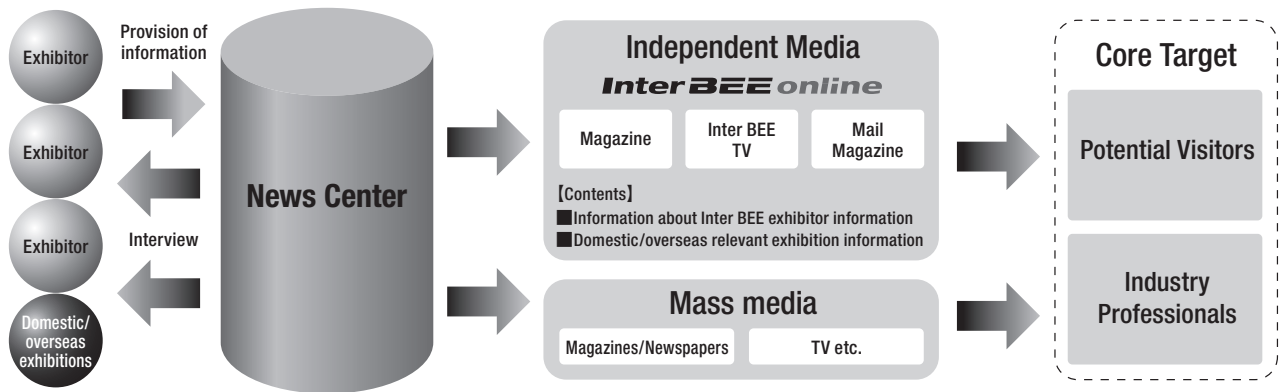 Exhibitor
Exhibitor
Exhibitor
Domestic/
overseas
exhibitions
Provision of
information
Interview
News Center
Independent Media
Inter BEE online
Magazine
Inter BEE
TV
Mail
Magazine
【Contents】
■Information about Inter BEE exhibitor information
■Domestic/overseas relevant exhibition information
Mass media
Magazines/Newspapers
TV etc.
Core Target
Potential Visitors
Industry
Professionals